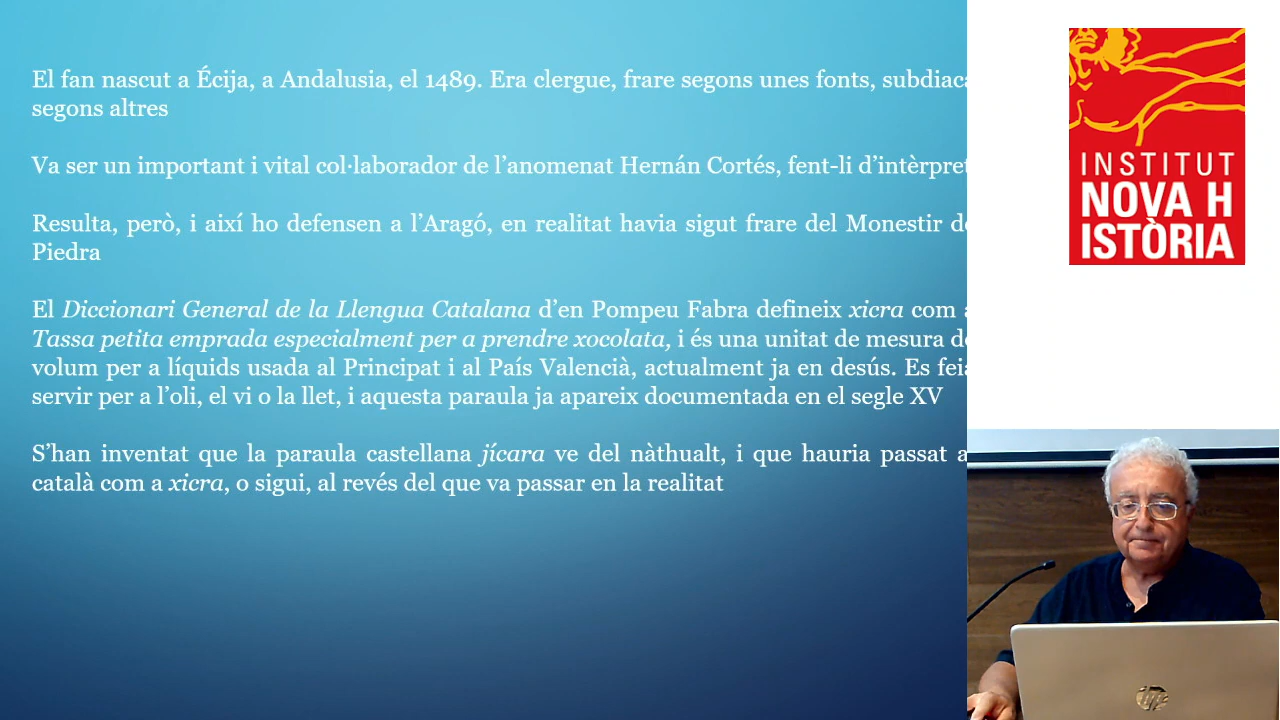 El fan nascut a Écija, a Andalusia, el 1489. Era clergue, frare segons unes fonts, subdiaca
segons altres
Va ser un important i vital col·laborador de l’anomenat Hernán Cortés, fent-li d’intèrpret
Resulta, però, i així ho defensen a l’Aragó, en realitat havia sigut frare del Monestir de
Piedra
El Diccionari General de la Llengua Catalana d’en Pompeu Fabra defineix xicra com a
Tassa petita emprada especialment per a prendre xocolata, i és una unitat de mesura de
volum per a líquids usada al Principat i al País Valencià, actualment ja en desús. Es feia
servir per a l’oli, el vi o la llet, i aquesta paraula ja apareix documentada en el segle XV
S’han inventat que la paraula castellana jícara ve del nàthualt, i que hauria passat a
català com a xicra, o sigui, al revés del que va passar en la realitat
INSTITUT
NOVA H
ISTÒRIA
hp